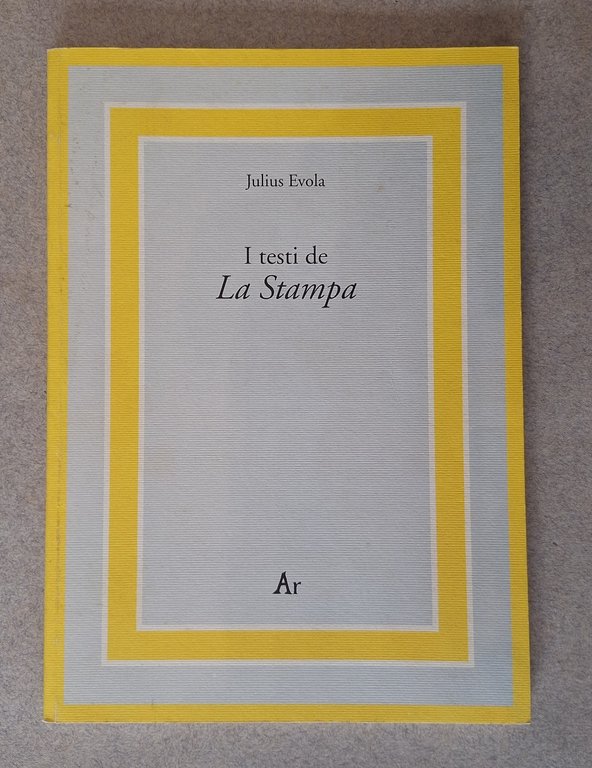 Julius Evola
I testi de
La Stampa
Ar